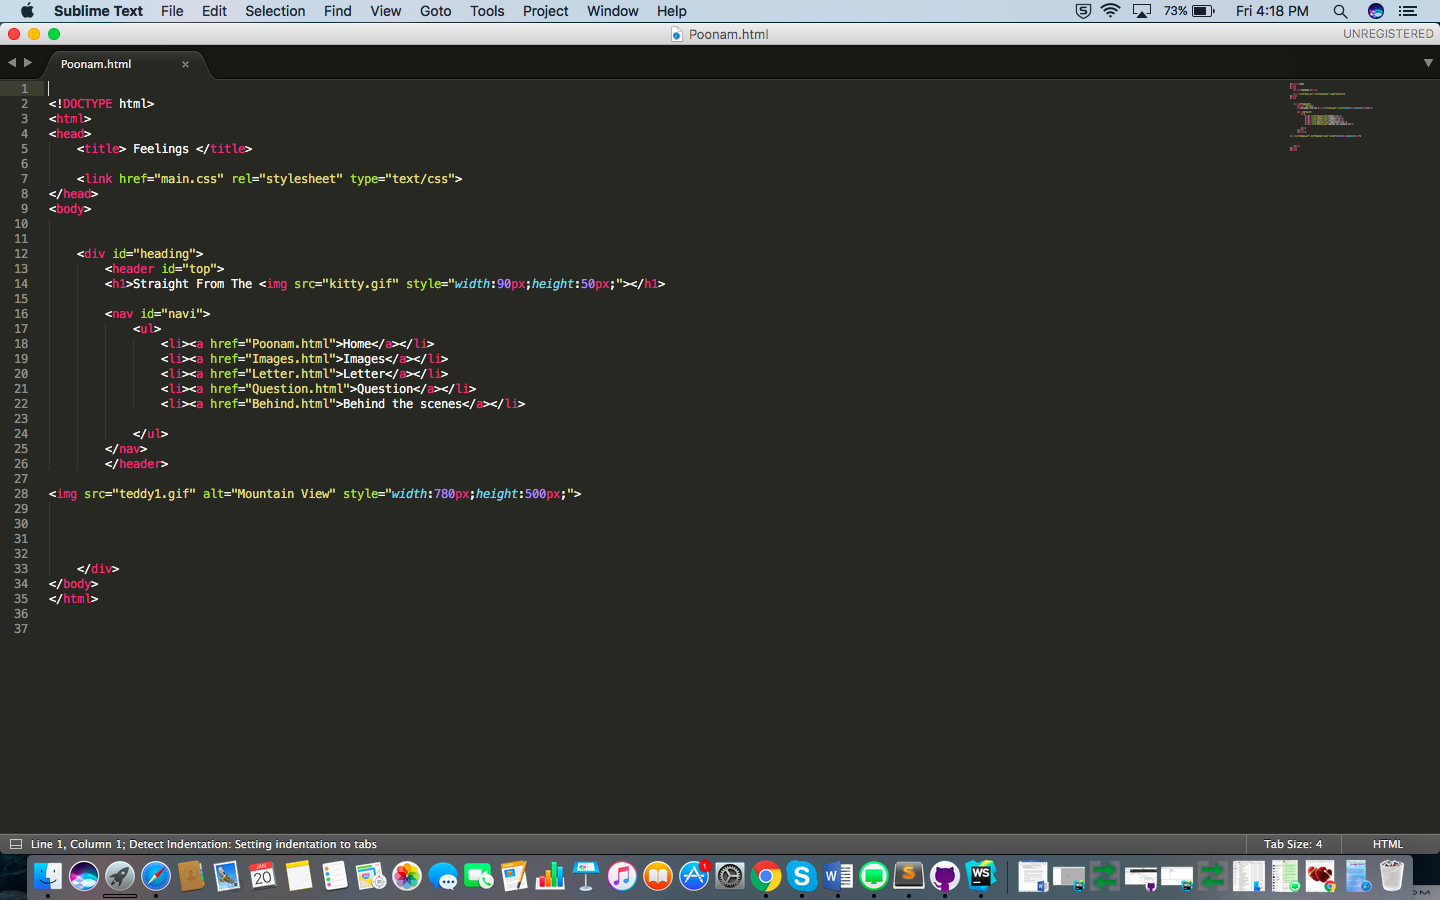 Sublime Text File Edit Selection Find View Goto Tools Project Window Help 73% Fri 4:18 PM
Poonam.html UNREGISTERED
Poonam.html ×
1
2 <!DOCTYPE html>
3 <html>
4 <head>
5 <title> Feelings </title>
6
7 <link href="main.css" rel="stylesheet" type="text/css">
8 </head>
9 <body>
10
11
12 <div id="heading">
13 <header id="top">
14 <h1>Straight From The <img src="kitty.gif" style="width:90px;height:50px;"></h1>
15
16 <nav id="navi">
17 <ul>
18 <li><a href="Poonam.html">Home</a></li>
19 <li><a href="Images.html">Images</a></li>
20 <li><a href="Letter.html">Letter</a></li>
21 <li><a href="Question.html">Question</a></li>
22 <li><a href="Behind.html">Behind the scenes</a></li>
23
24 </ul>
25 </nav>
26 </header>
27
28 <img src="teddy1.gif" alt="Mountain View" style="width:780px;height:500px;">
29
30
31
32
33 </div>
34 </body>
35 </html>
36
37
Line 1, Column 1; Detect Indentation: Setting indentation to tabs Tab Size: 4 HTML
JAN
20
1
S
W
S
WS